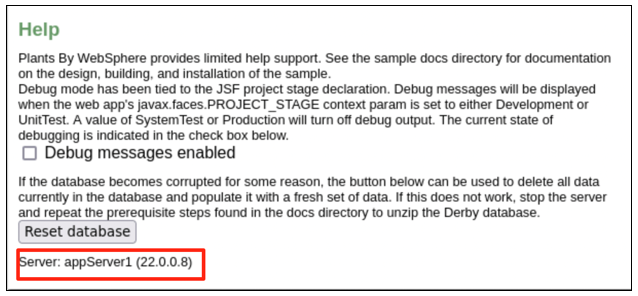 Help
Plants By WebSphere provides limited help support. See the sample docs directory for documentation
on the design, building, and installation of the sample.
Debug mode has been tied to the JSF project stage declaration. Debug messages will be displayed
when the web app's javax.faces.PROJECT_STAGE context param is set to either Development or
UnitTest. A value of SystemTest or Production will turn off debug output. The current state of
debugging is indicated in the check box below.
Debug messages enabled
If the database becomes corrupted for some reason, the button below can be used to delete all data
currently in the database and populate it with a fresh set of data. If this does not work, stop the server
and repeat the prerequisite steps found in the docs directory to unzip the Derby database.
Reset database
Server: appServer1 (22.0.0.8)